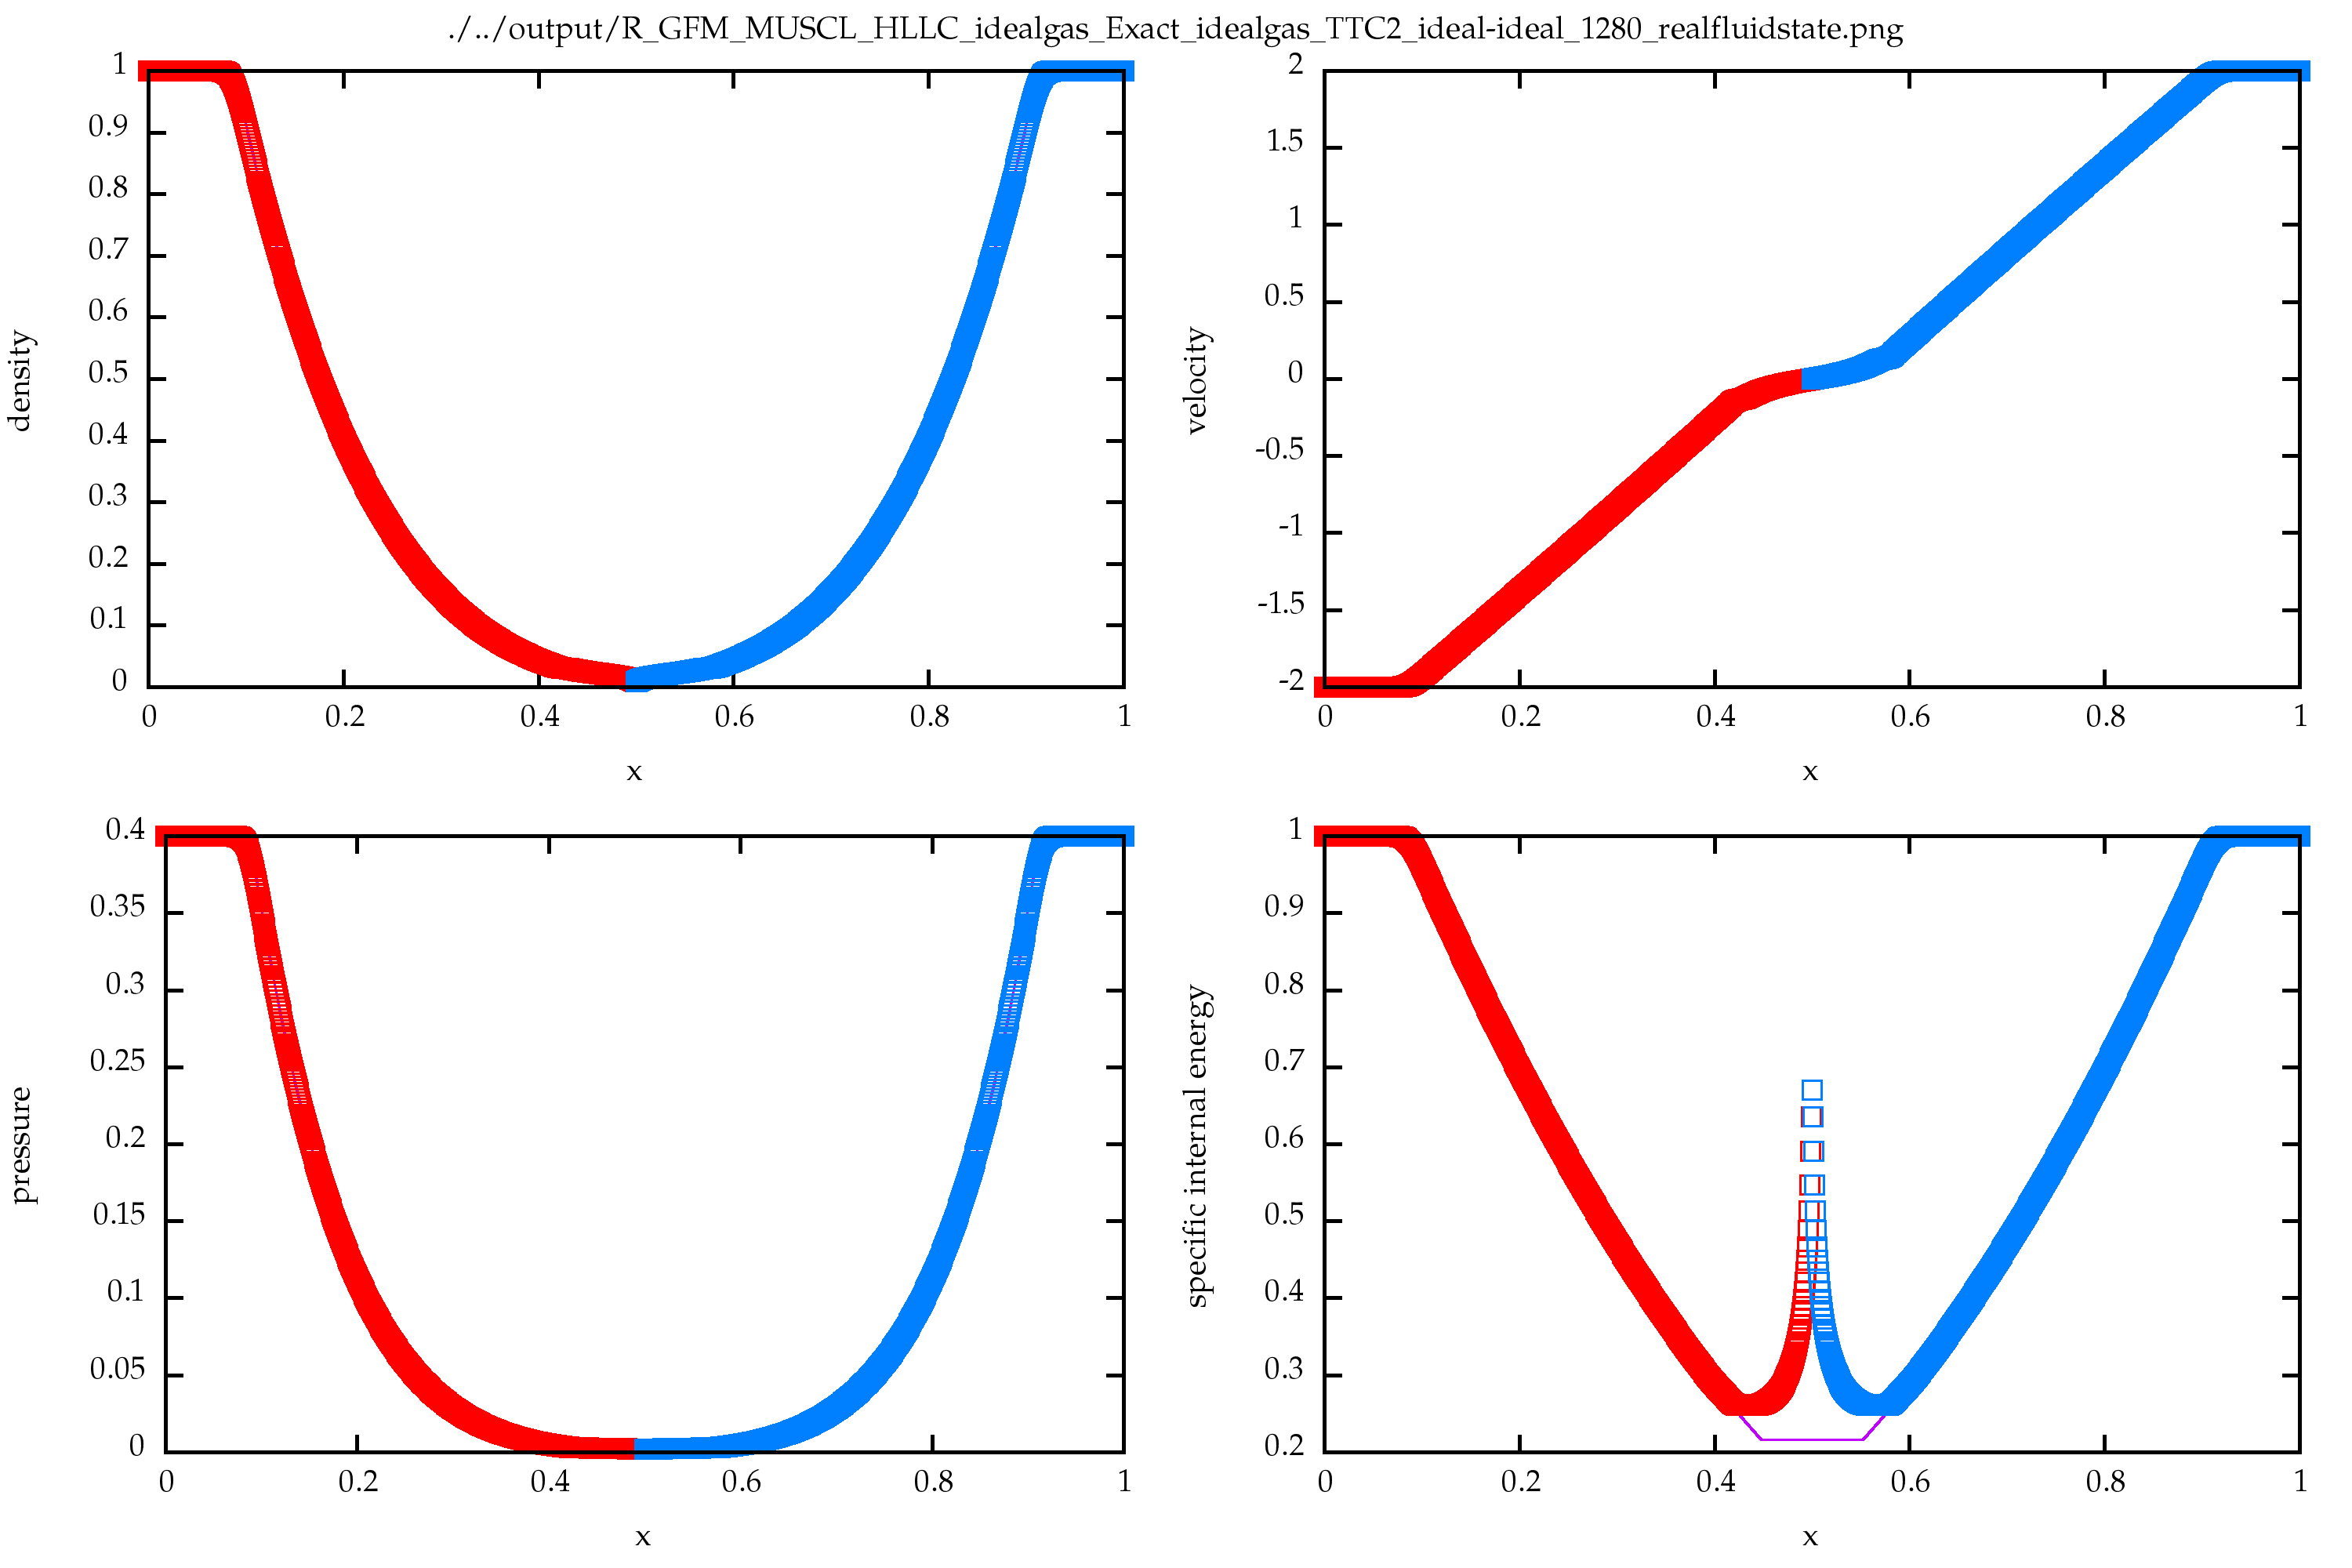 ./../output/R_GFM_MUSCL_HLLC_idealgas_Exact_idealgas_TTC2_ideal-ideal_1280_realfluidstate.png
1
0.9
0.8
0.7
0.6
0.5
0.4
0.3
0.2
0.1
0
density
0 0.2 0.4 0.6 0.8 1
x
2
1.5
1
0.5
0
-0.5
-1
-1.5
-2
velocity
0 0.2 0.4 0.6 0.8 1
x
0.4
0.35
0.3
0.25
0.2
0.15
0.1
0.05
0
pressure
0 0.2 0.4 0.6 0.8 1
x
1
0.9
0.8
0.7
0.6
0.5
0.4
0.3
0.2
specific internal energy
0 0.2 0.4 0.6 0.8 1
x